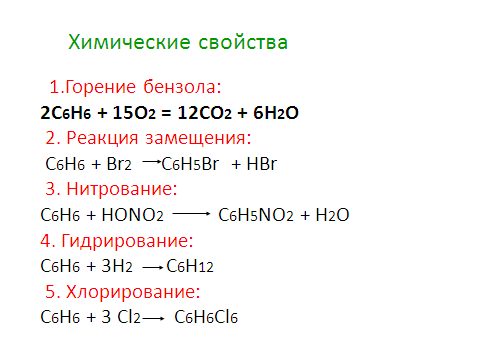 Химические свойства
1.Горение бензола:
2C6H6 + 15O2 = 12CO2 + 6H2O
2. Реакция замещения:
C6H6 + Br2 → C6H5Br + HBr
3. Нитрование:
C6H6 + HONO2 → C6H5NO2 + H2O
4. Гидрирование:
C6H6 + 3H2 → C6H12
5. Хлорирование:
C6H6 + 3 Cl2 → C6H6Cl6